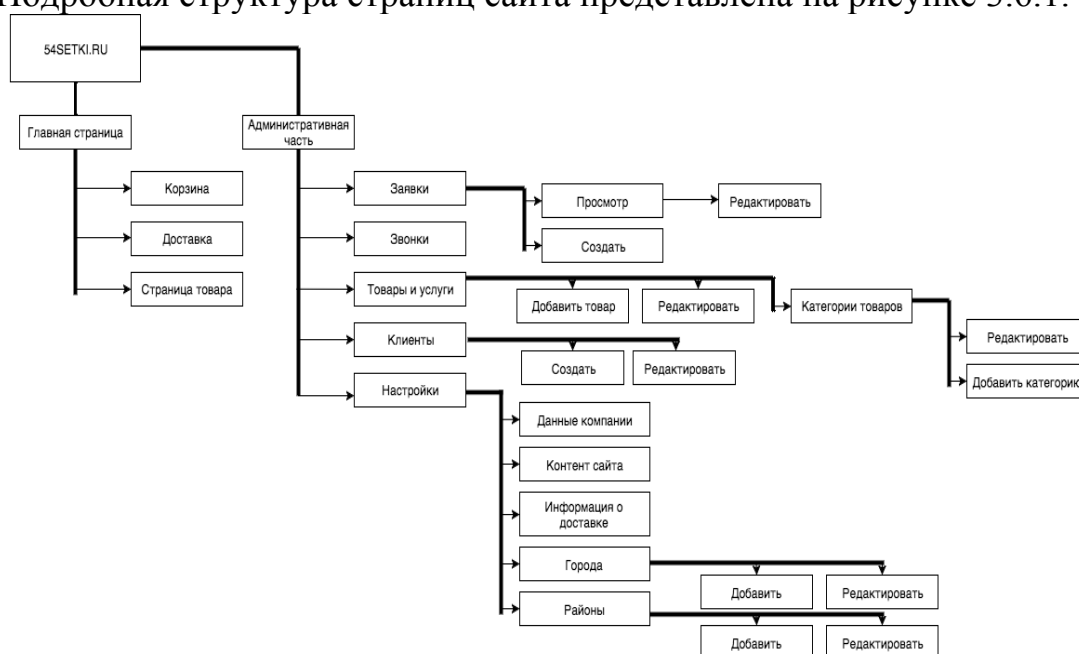 Подробная структура страниц сайта представлена на рисунке 3.6.1.
54SETKI.RU
Главная страница
Административная
часть
Корзина
Заявки
Просмотр
Редактировать
Доставка
Звонки
Создать
Страница товара
Товары и услуги
Добавить товар
Редактировать
Категории товаров
Клиенты
Редактировать
Создать
Редактировать
Настройки
Добавить категорию
Данные компании
Контент сайта
Информация о
доставке
Города
Добавить
Редактировать
Районы
Добавить
Редактировать